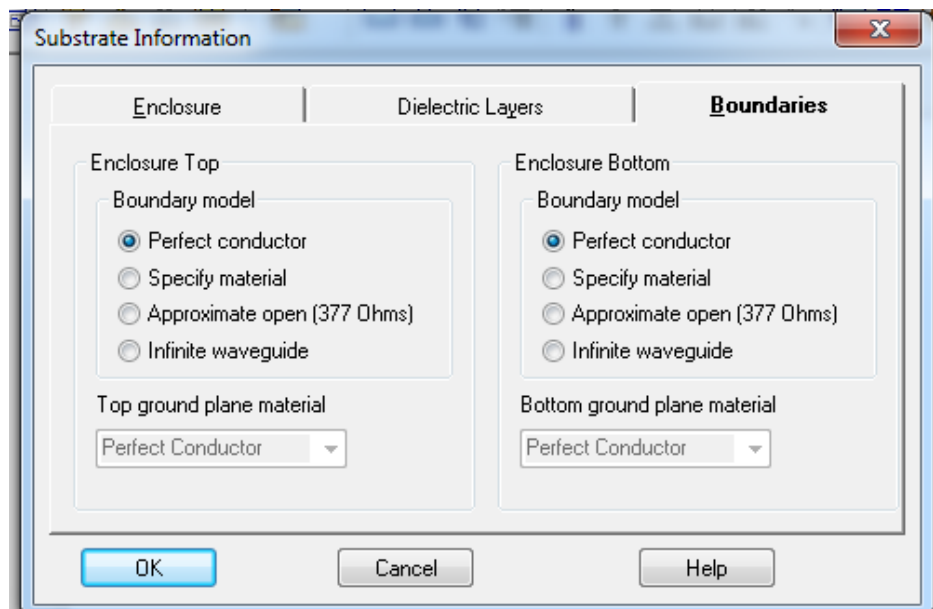 Substrate Information
Enclosure
Dielectric Layers
Boundaries
Enclosure Top
Boundary model
Perfect conductor
Specify material
Approximate open (377 Ohms)
Infinite waveguide
Top ground plane material
Perfect Conductor
Enclosure Bottom
Boundary model
Perfect conductor
Specify material
Approximate open (377 Ohms)
Infinite waveguide
Bottom ground plane material
Perfect Conductor
OK
Cancel
Help